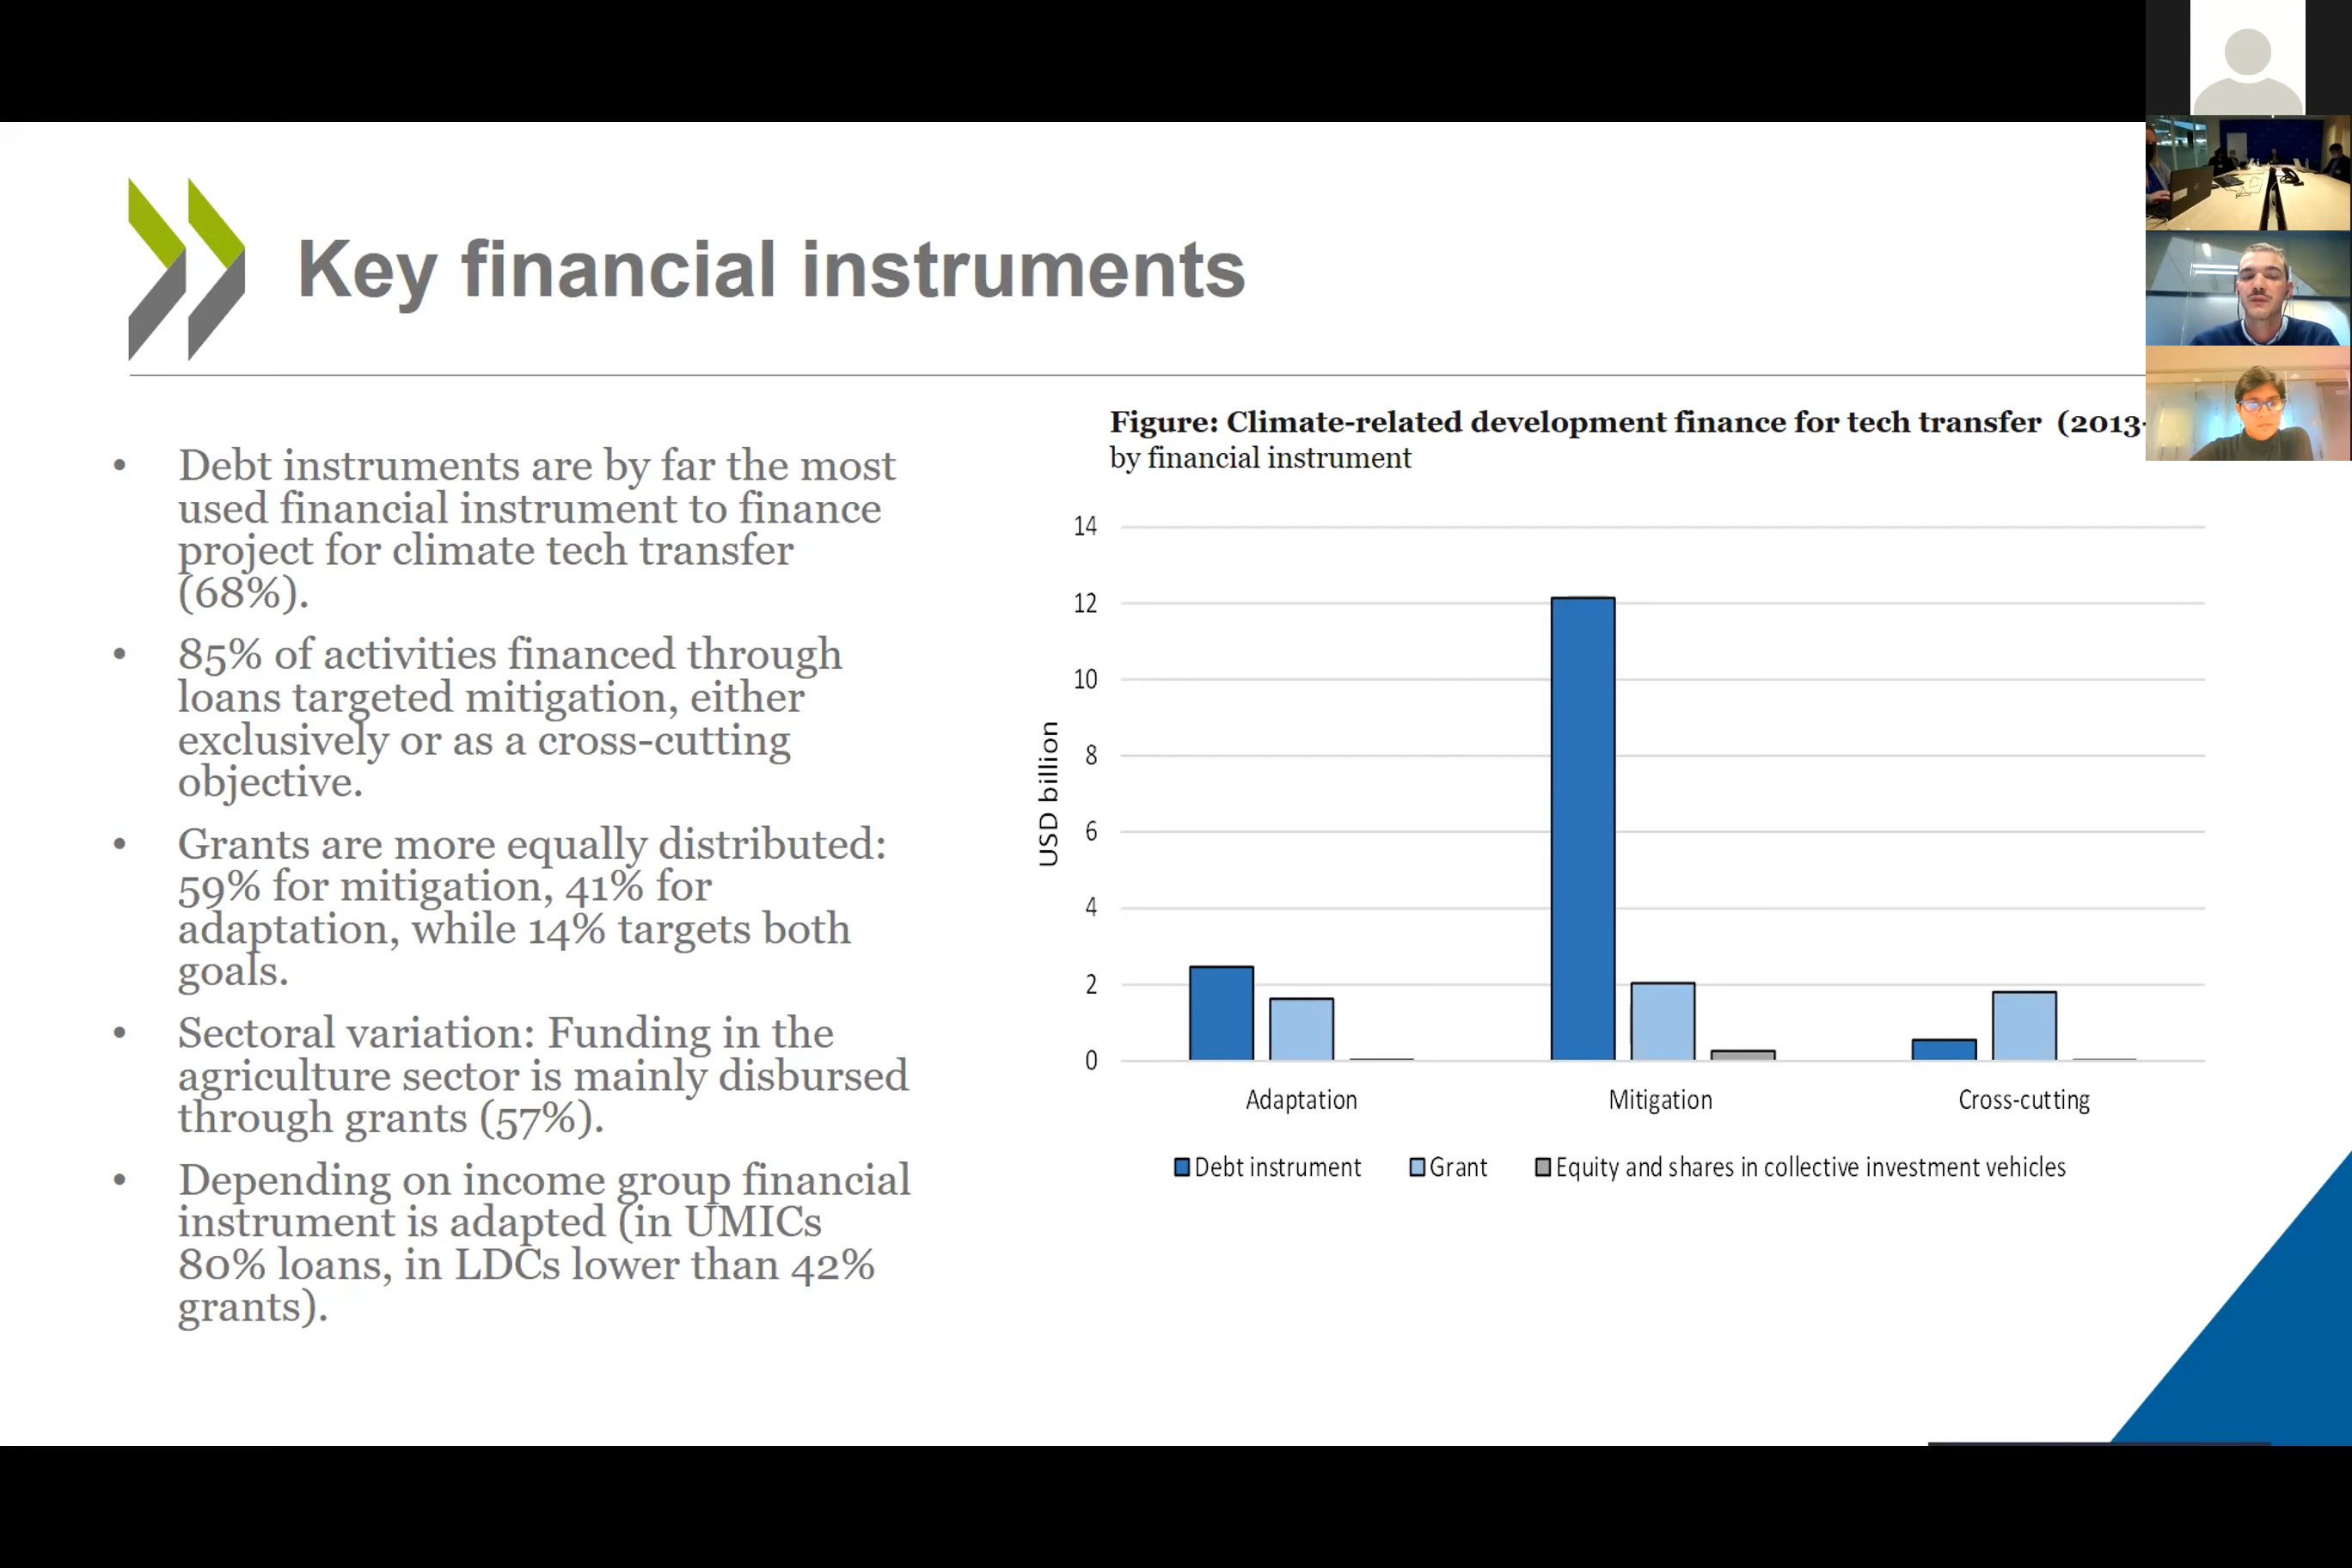 Key financial instruments
• Debt instruments are by far the most
used financial instrument to finance
project for climate tech transfer
(68%).
• 85% of activities financed through
loans targeted mitigation, either
exclusively or as a cross-cutting
objective.
• Grants are more equally distributed:
59% for mitigation, 41% for
adaptation, while 14% targets both
goals.
• Sectoral variation: Funding in the
agriculture sector is mainly disbursed
through grants (57%).
• Depending on income group financial
instrument is adapted (in UMICs
80% loans, in LDCs lower than 42%
grants).
Figure: Climate-related development finance for tech transfer (2013-
by financial instrument
USD billion
14
12
10
8
6
4
2
0
Adaptation Mitigation Cross-cutting
Debt instrument Grant Equity and shares in collective investment vehicles